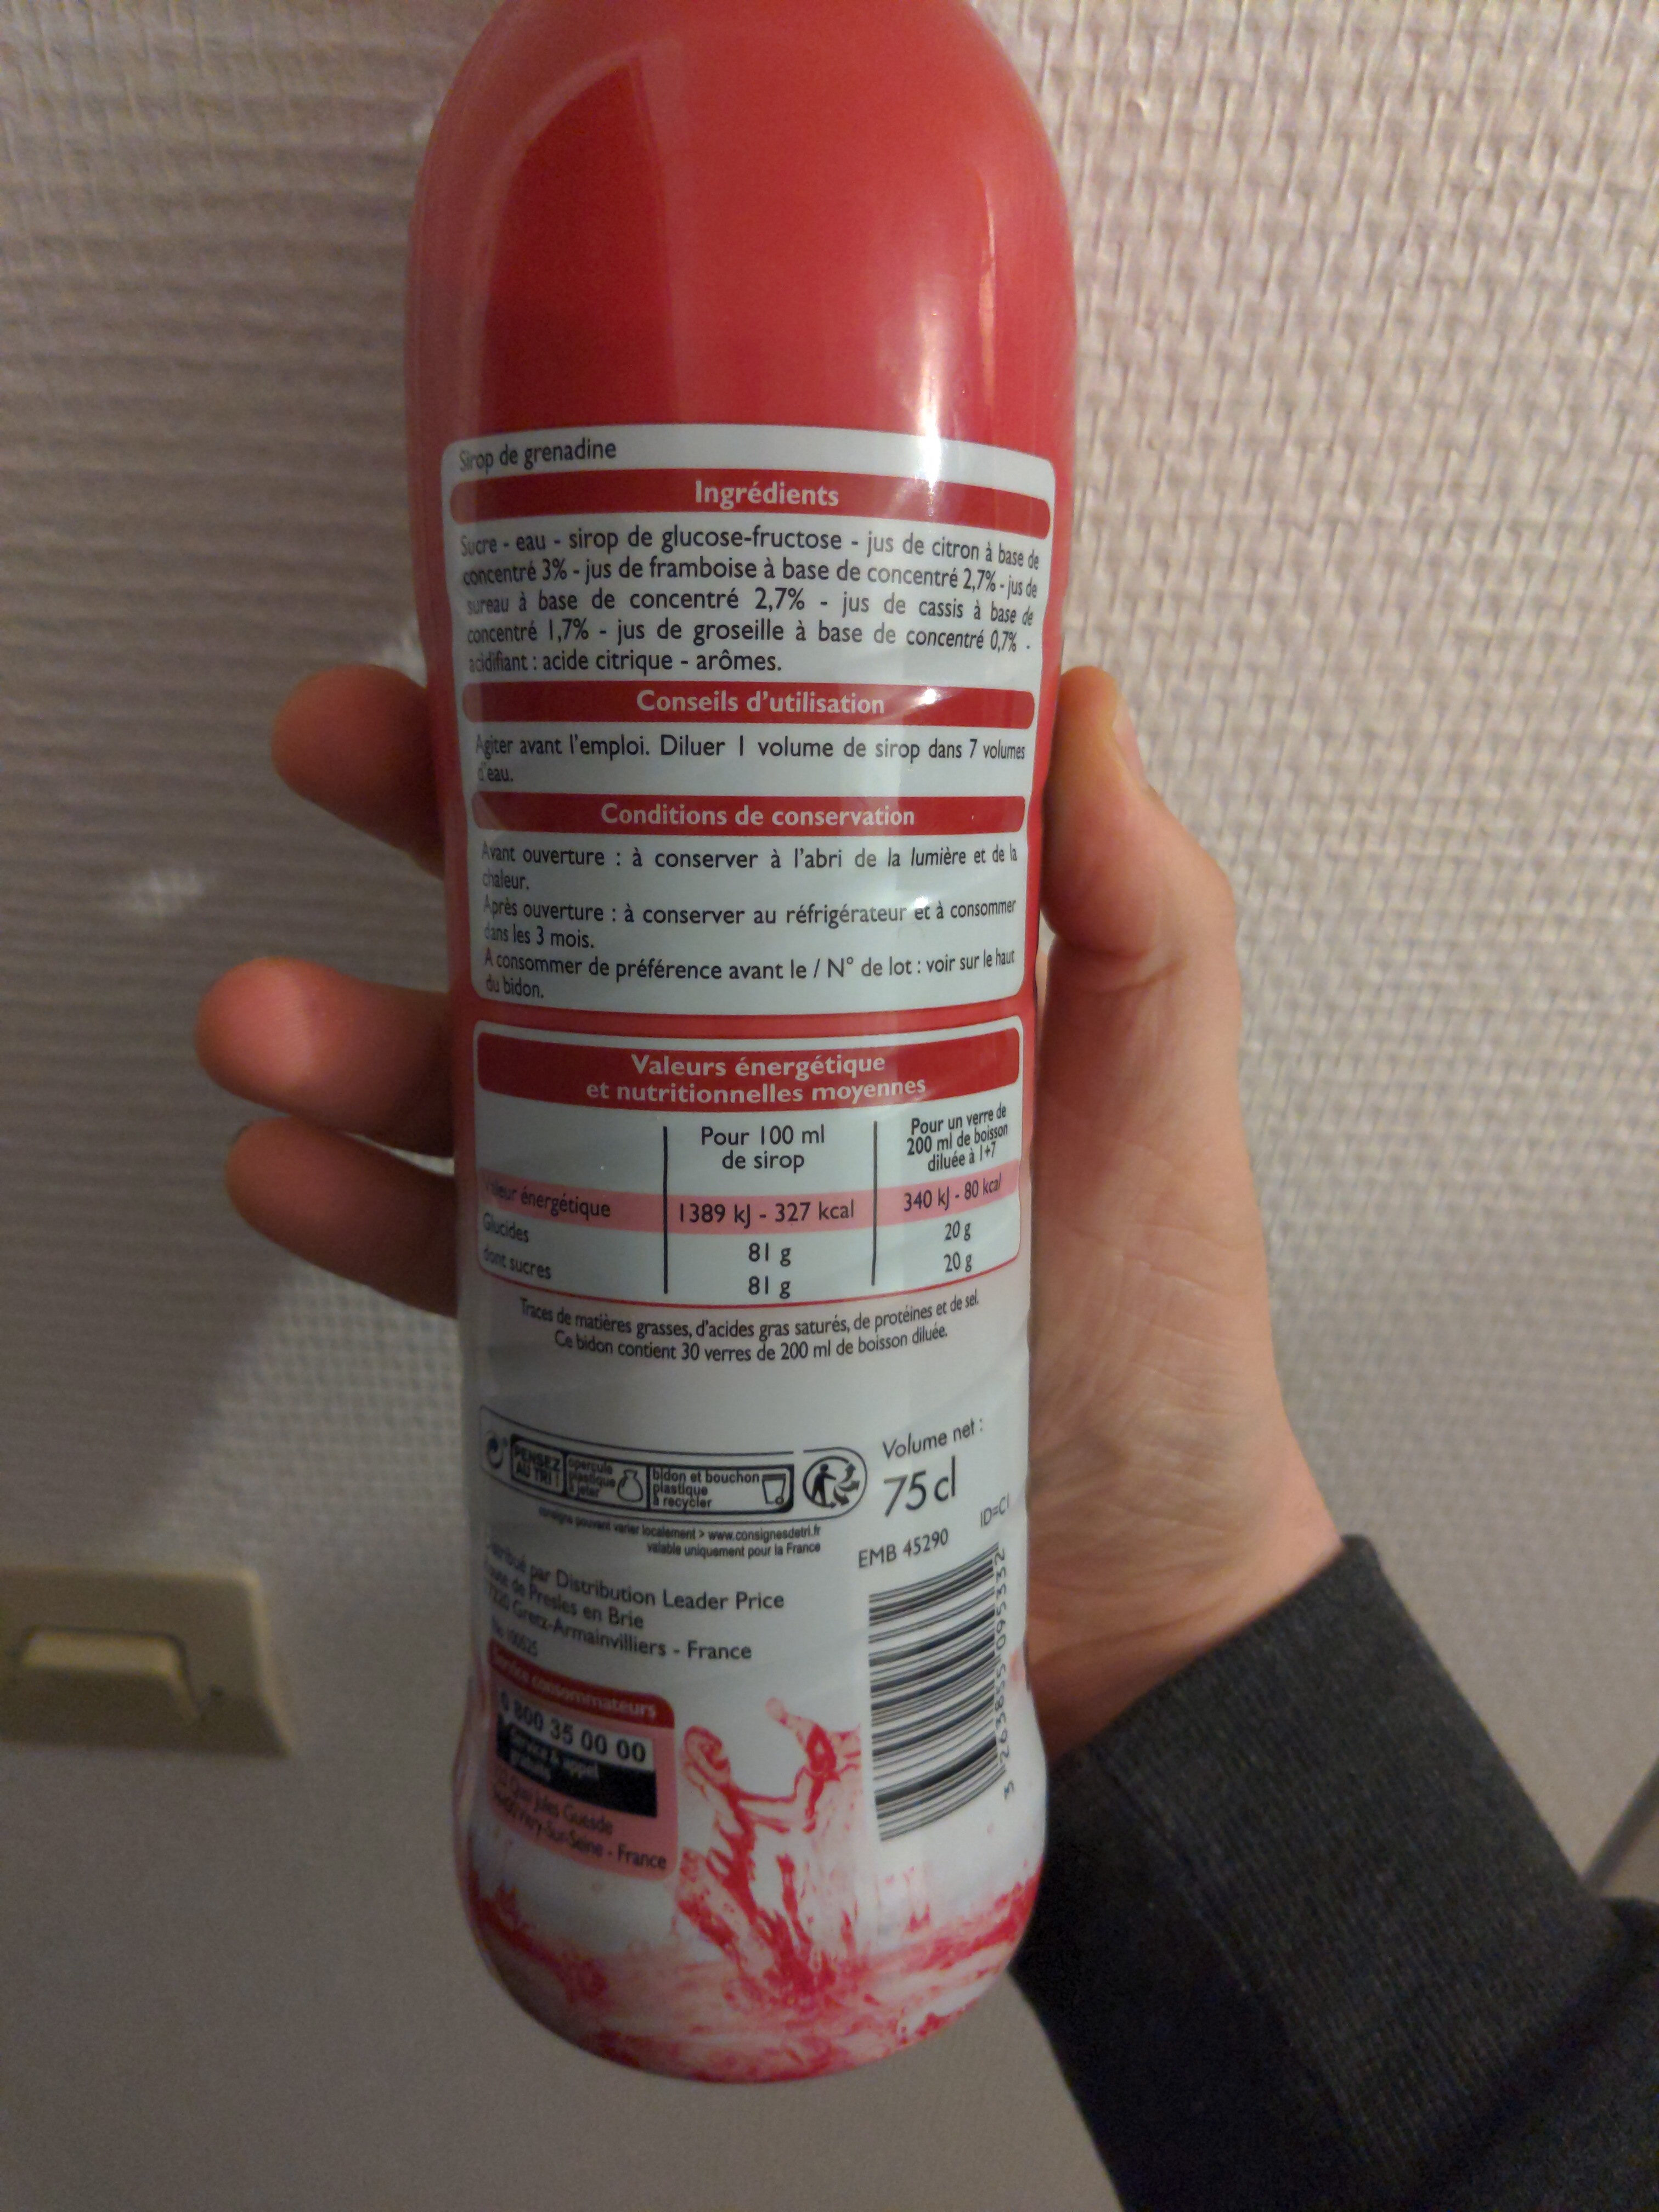 Sirop de grenadine
Ingrédients
Sucre - eau - sirop de glucose-fructose - jus de citron à base de
concentré 3% - jus de framboise à base de concentré 2,7% - jus de
sureau à base de concentré 2,7% - jus de cassis à base de
concentré 1,7% - jus de groseille à base de concentré 0,7% -
acidifiant : acide citrique - arômes.
Conseils d'utilisation
Agiter avant l'emploi. Diluer 1 volume de sirop dans 7 volumes
d'eau.
Conditions de conservation
Avant ouverture : à conserver à l'abri de la lumière et de la
chaleur.
Après ouverture : à conserver au réfrigérateur et à consommer
dans les 3 mois.
A consommer de préférence avant le / N° de lot : voir sur le haut
du bidon.
Valeurs énergétique
et nutritionnelles moyennes
Pour 100 ml
de sirop
Pour un verre de
200 ml de boisson
diluée à 1+7
Valeur énergétique 1389 kJ - 327 kcal 340 kJ - 80 kcal
Glucides 81 g 20 g
dont sucres 81 g 20 g
Traces de matières grasses, d'acides gras saturés, de protéines et de sel.
Ce bidon contient 30 verres de 200 ml de boisson diluée.
PENSEZ
AU TRI !
opercule
plastique
à jeter
bidon et bouchon
plastique
à recycler
consigne pouvant varier localement > www.consignesdetri.fr
valable uniquement pour la France
Volume net :
75 cl
EMB 45290
ID=CI
Distribué par Distribution Leader Price
Route de Presles en Brie
77220 Gretz-Armainvilliers - France
Service consommateurs
0 800 35 00 00
Service & appel
gratuits
Quai Jules Guesde
Vitry-Sur-Seine - France
3 263855 095332